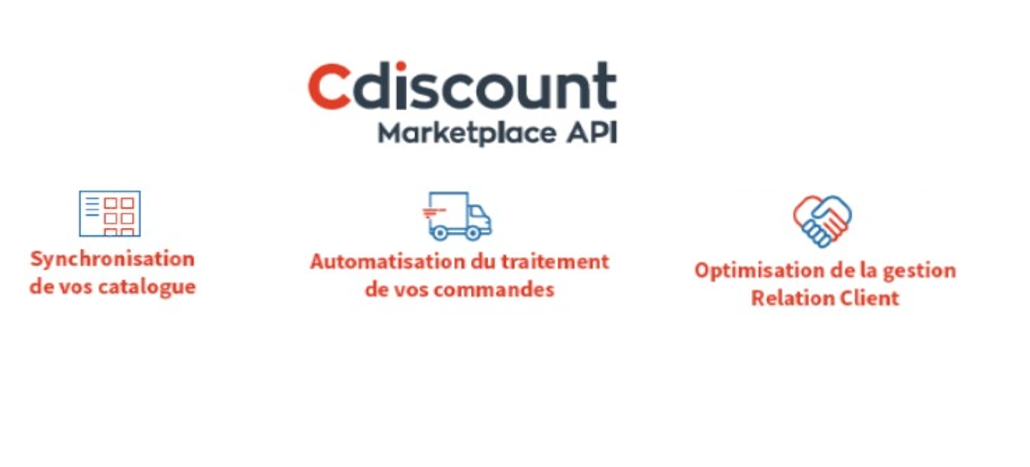 Cdiscount
Marketplace API
Synchronisation
de vos catalogue
Automatisation du traitement
de vos commandes
Optimisation de la gestion
Relation Client